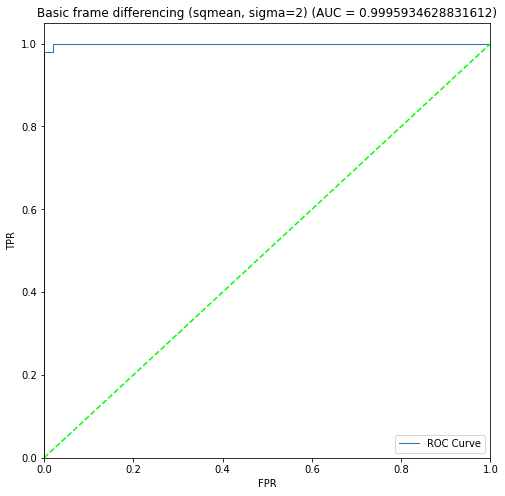 Basic frame differencing (sqmean, sigma=2) (AUC = 0.9995934628831612)
1.0
0.8
0.6
0.4
0.2
0.0
TPR
0.0 0.2 0.4 0.6 0.8 1.0
FPR
ROC Curve